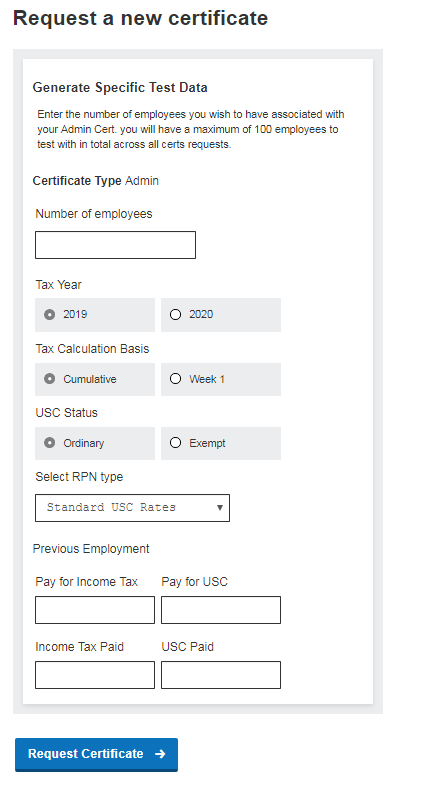 Request a new certificate
Generate Specific Test Data
Enter the number of employees you wish to have associated with
your Admin Cert. you will have a maximum of 100 employees to
test with in total across all certs requests.
Certificate Type Admin
Number of employees
Tax Year
2019 2020
Tax Calculation Basis
Cumulative Week 1
USC Status
Ordinary Exempt
Select RPN type
Standard USC Rates
Previous Employment
Pay for Income Tax Pay for USC
Income Tax Paid USC Paid
Request Certificate →